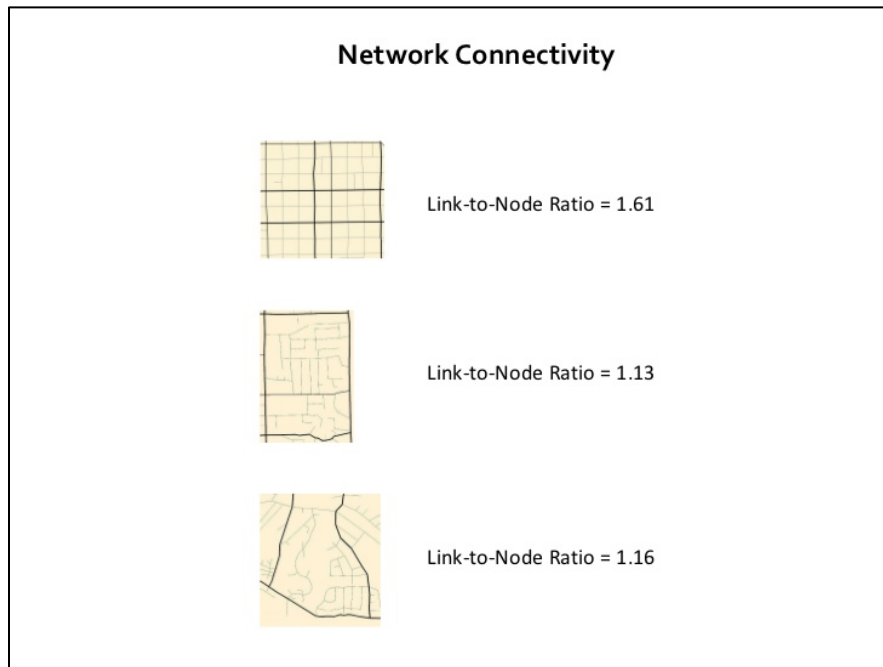 Network Connectivity
Link-to-Node Ratio = 1.61
Link-to-Node Ratio = 1.13
Link-to-Node Ratio = 1.16